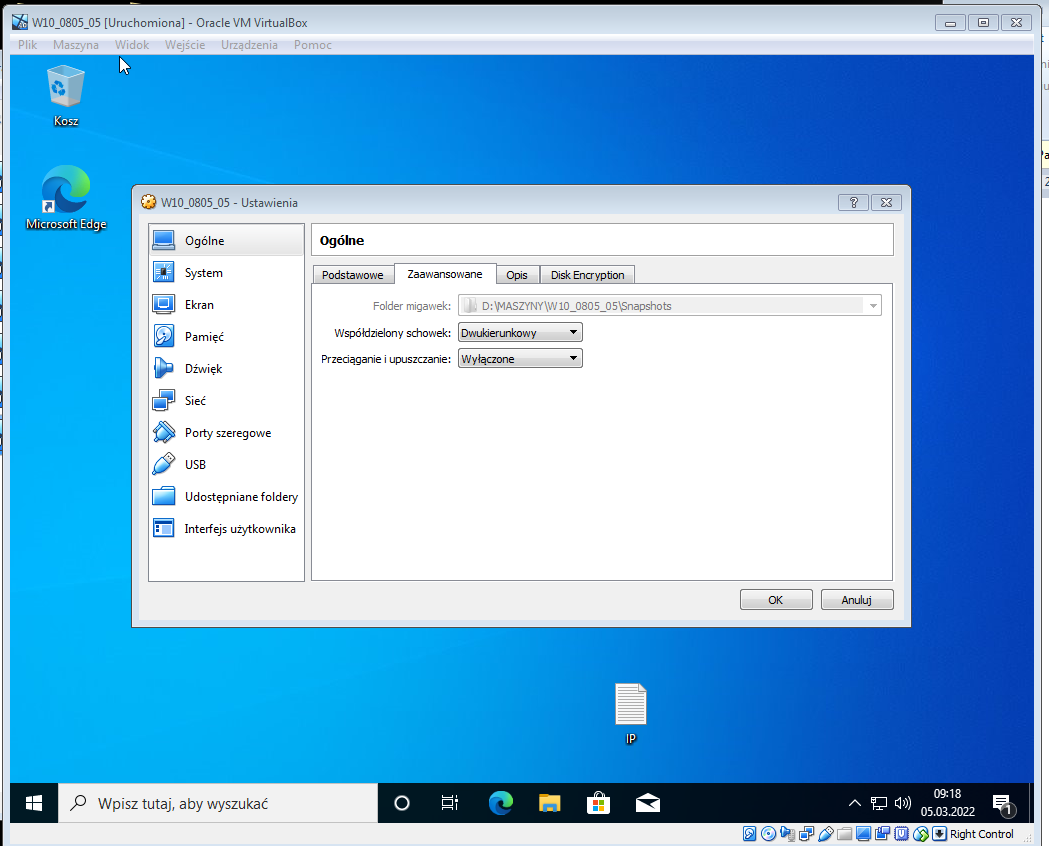 W10_0805_05 [Uruchomiona] - Oracle VM VirtualBox
Plik Maszyna Widok Wejście Urządzenia Pomoc
Kosz
Microsoft Edge
W10_0805_05 - Ustawienia
?
Ogólne
System
Ekran
Pamięć
Dźwięk
Sieć
Porty szeregowe
USB
Udostępniane foldery
Interfejs użytkownika
Ogólne
Podstawowe Zaawansowane Opis Disk Encryption
Folder migawek: D:\MASZYNY\W10_0805_05\Snapshots
Współdzielony schowek: Dwukierunkowy
Przeciąganie i upuszczanie: Wyłączone
OK Anuluj
IP
Wpisz tutaj, aby wyszukać
09:18
05.03.2022
1
Right Control